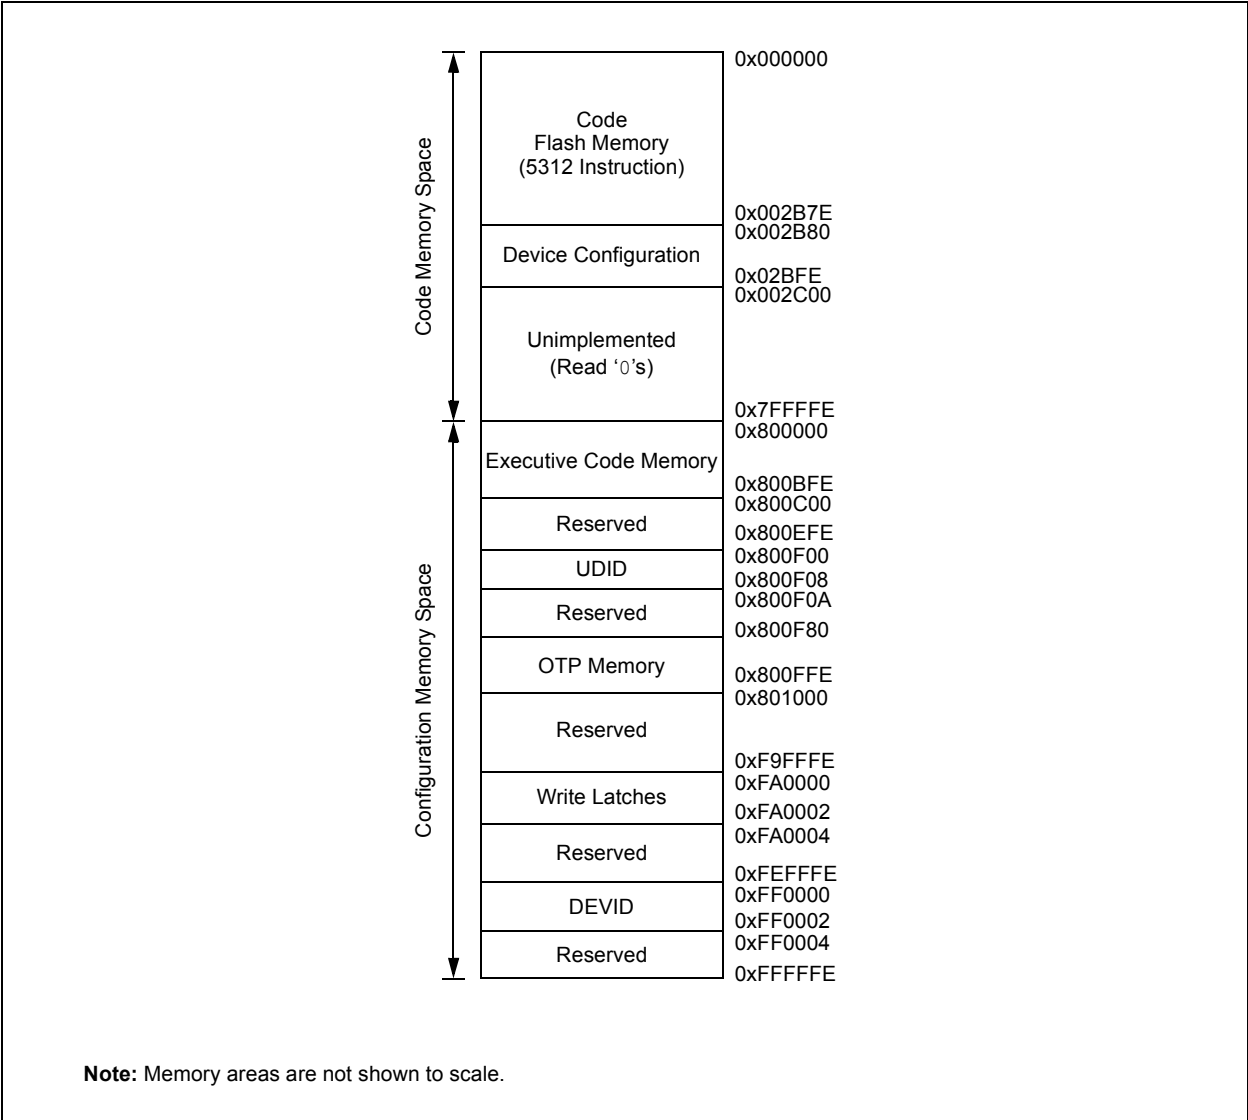 Code Memory Space
Configuration Memory Space
Code
Flash Memory
(5312 Instruction)
Device Configuration
Unimplemented
(Read ‘0’s)
Executive Code Memory
Reserved
UDID
Reserved
OTP Memory
Reserved
Write Latches
Reserved
DEVID
Reserved
0x000000
0x002B7E
0x002B80
0x02BFE
0x002C00
0x7FFFFE
0x800000
0x800BFE
0x800C00
0x800EFE
0x800F00
0x800F08
0x800F0A
0x800F80
0x800FFE
0x801000
0xF9FFFE
0xFA0000
0xFA0002
0xFA0004
0xFEFFFE
0xFF0000
0xFF0002
0xFF0004
0xFFFFFE
Note: Memory areas are not shown to scale.